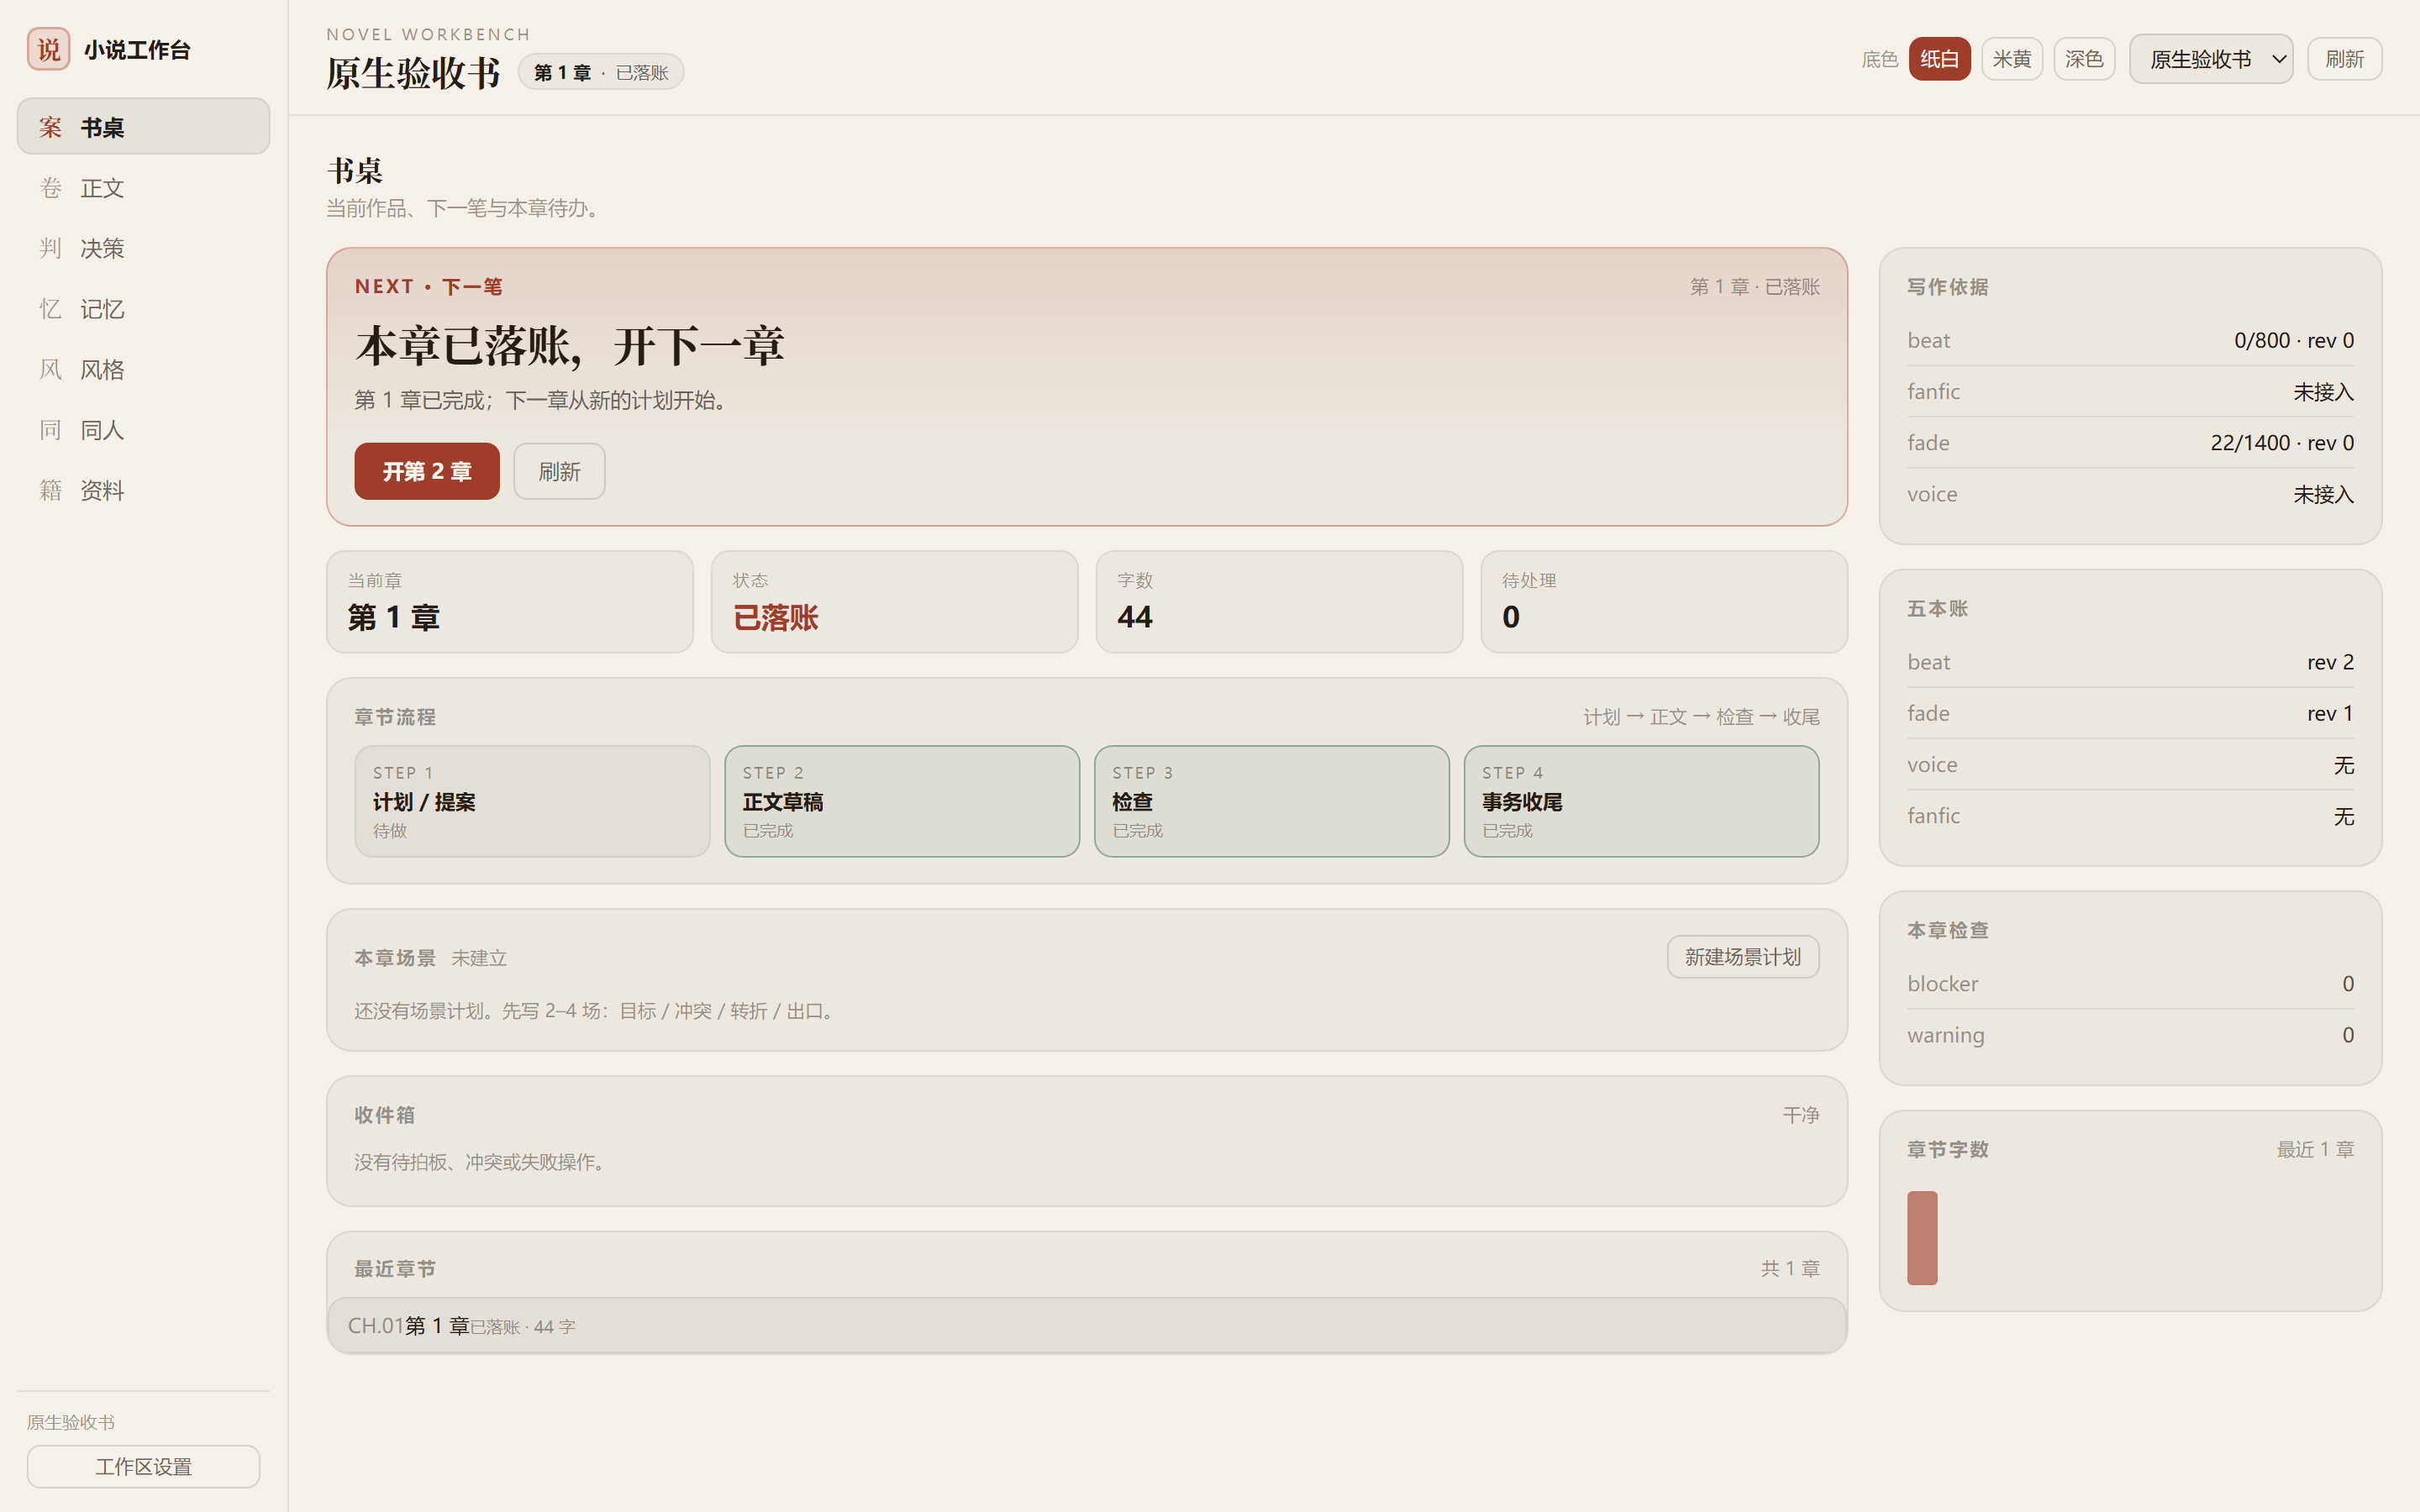 说 小说工作台
案 书桌
卷 正文
判 决策
忆 记忆
风 风格
同 同人
籍 资料
原生验收书
工作区设置
NOVEL WORKBENCH
原生验收书 第 1 章 · 已落账
底色 纸白 米黄 深色 原生验收书 刷新
书桌
当前作品、下一笔与本章待办。
NEXT • 下一笔 第 1 章 · 已落账
本章已落账，开下一章
第 1 章已完成；下一章从新的计划开始。
开第 2 章 刷新
当前章 状态 字数 待处理
第 1 章 已落账 44 0
章节流程 计划 → 正文 → 检查 → 收尾
STEP 1 STEP 2 STEP 3 STEP 4
计划 / 提案 正文草稿 检查 事务收尾
待做 已完成 已完成 已完成
本章场景 未建立 新建场景计划
还没有场景计划。先写 2–4 场：目标 / 冲突 / 转折 / 出口。
收件箱 干净
没有待拍板、冲突或失败操作。
最近章节 共 1 章
CH.01第 1 章已落账 · 44 字
写作依据
beat 0/800 · rev 0
fanfic 未接入
fade 22/1400 · rev 0
voice 未接入
五本账
beat rev 2
fade rev 1
voice 无
fanfic 无
本章检查
blocker 0
warning 0
章节字数 最近 1 章